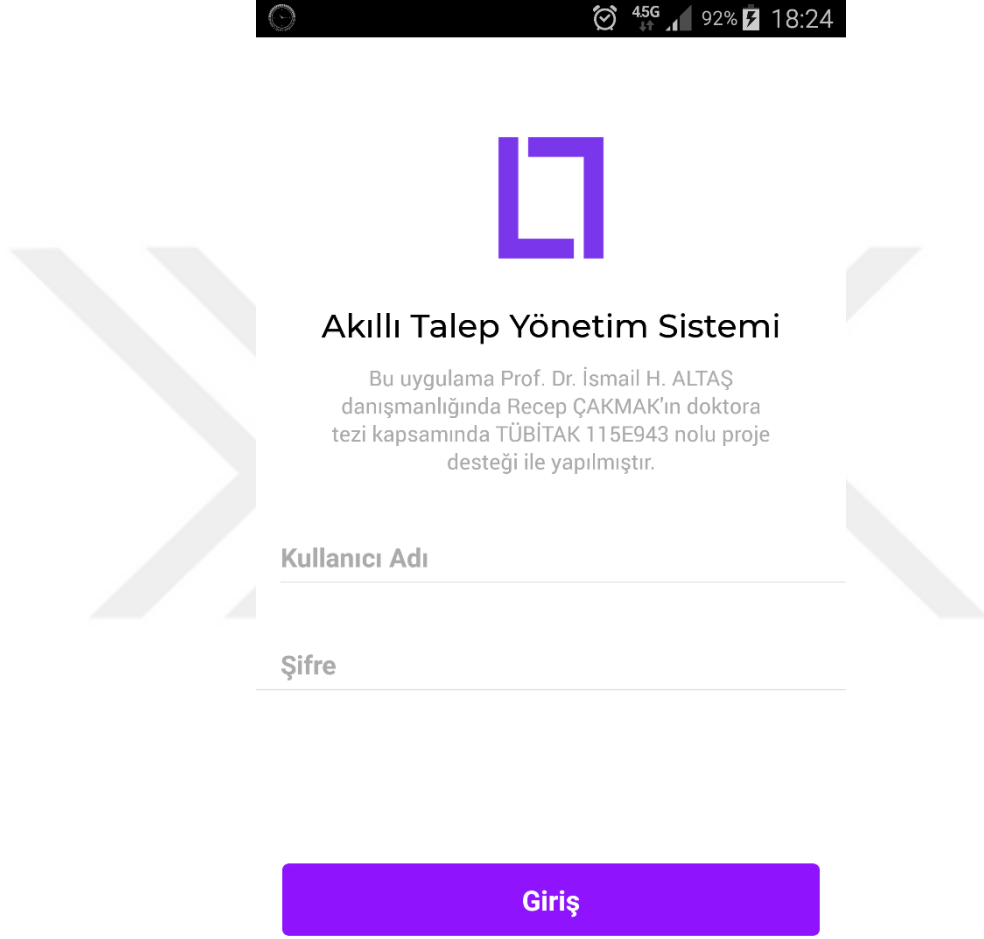 4.5G 92% 18:24
Akıllı Talep Yönetim Sistemi
Bu uygulama Prof. Dr. İsmail H. ALTAŞ
danışmanlığında Recep ÇAKMAK'ın doktora
tezi kapsamında TÜBİTAK 115E943 nolu proje
desteği ile yapılmıştır.
Kullanıcı Adı
Şifre
Giriş